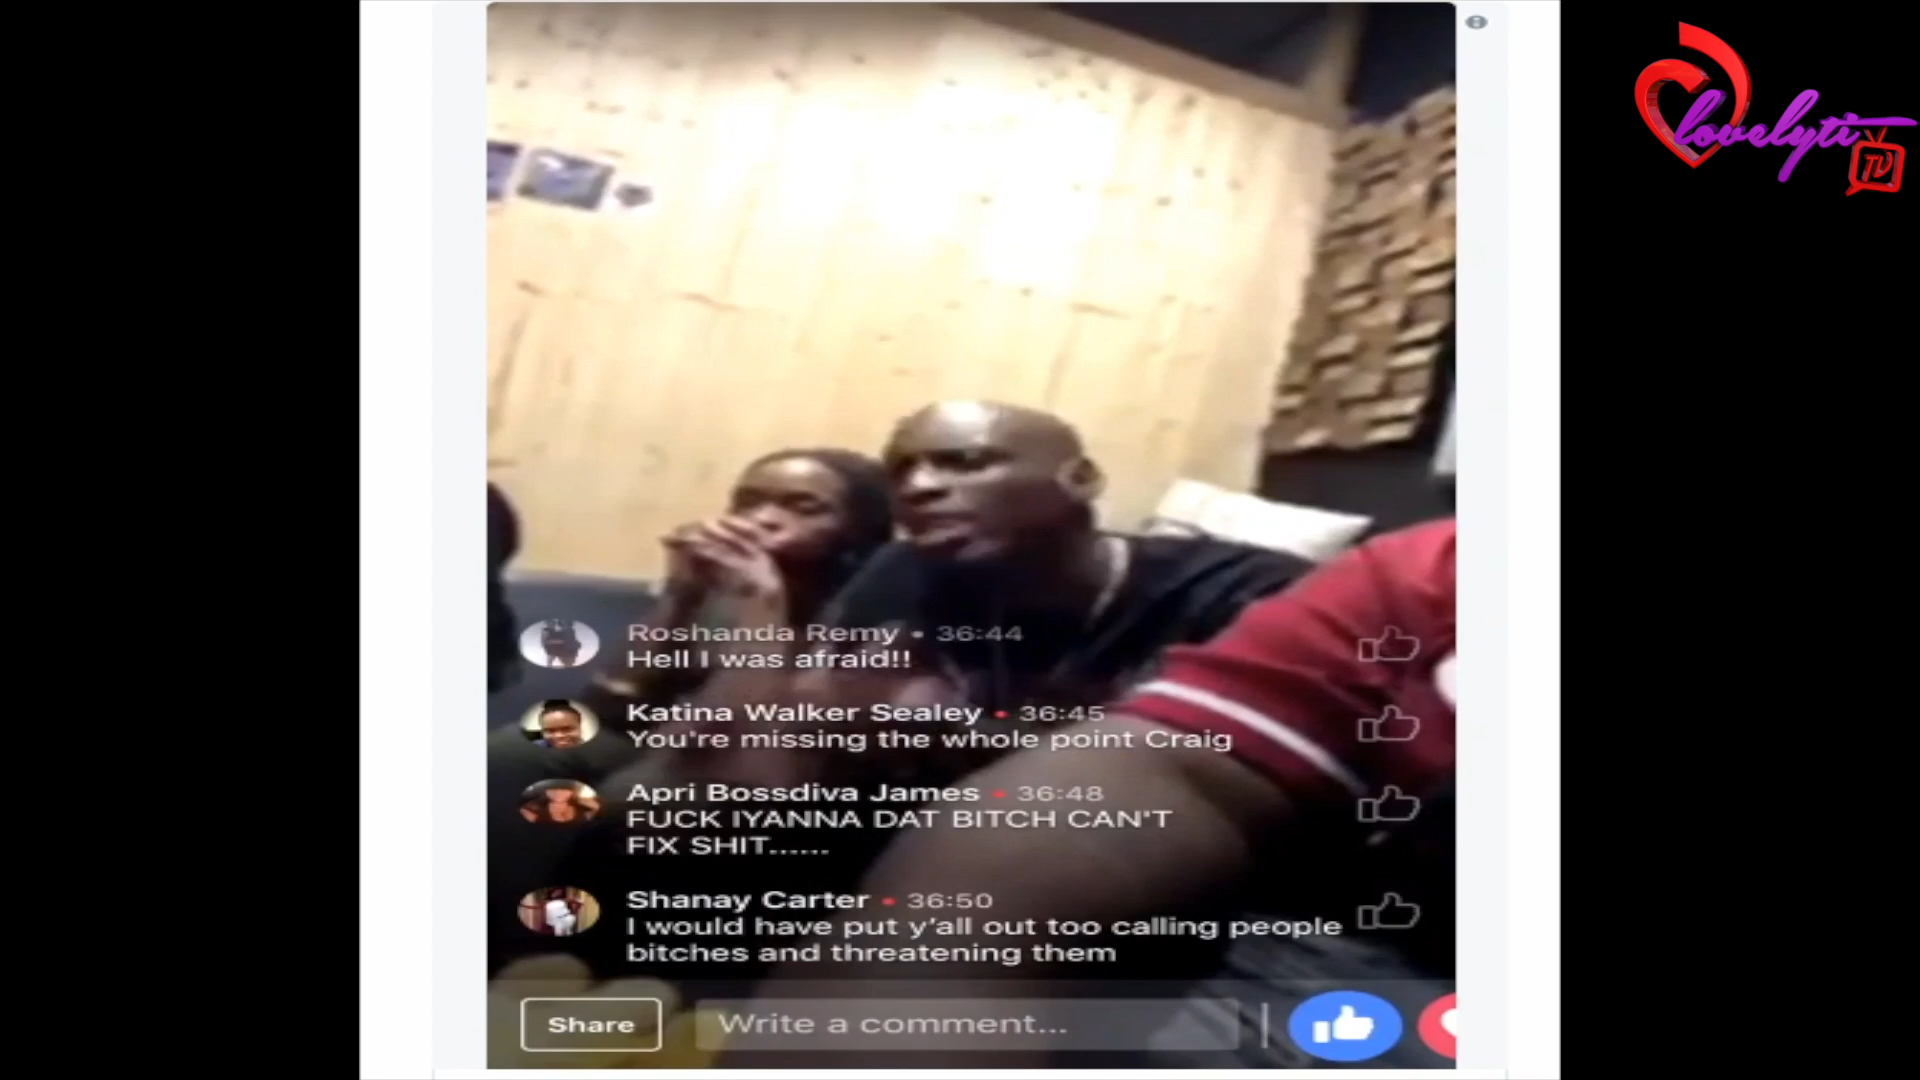 lovelyti
TV
Roshanda Remy • 36:44
Hell I was afraid!!
Katina Walker Sealey • 36:45
You're missing the whole point Craig
Apri Bossdiva James • 36:48
FUCK IYANNA DAT BITCH CAN'T
FIX SHIT......
Shanay Carter • 36:50
I would have put y'all out too calling people
bitches and threatening them
Share
Write a comment...